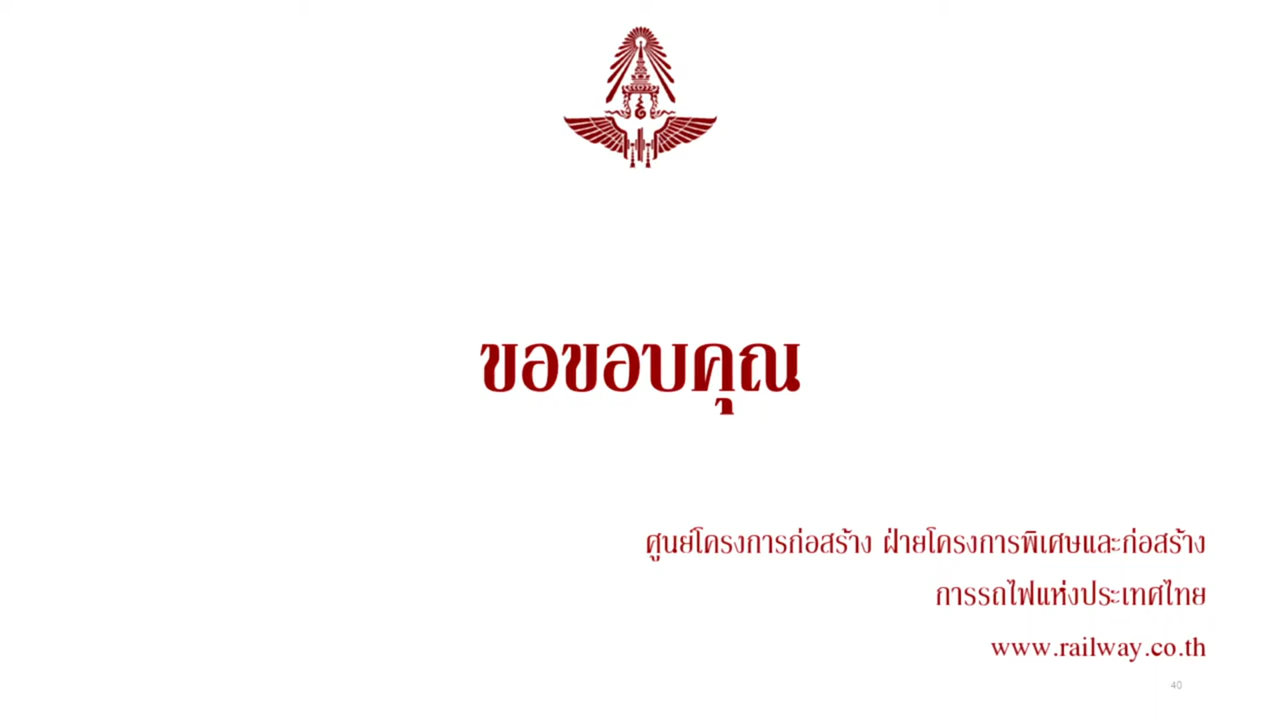 ขอขอบคุณ
ศูนย์โครงการก่อสร้าง ฝ่ายโครงการพิเศษและก่อสร้าง
การรถไฟแห่งประเทศไทย
www.railway.co.th
40